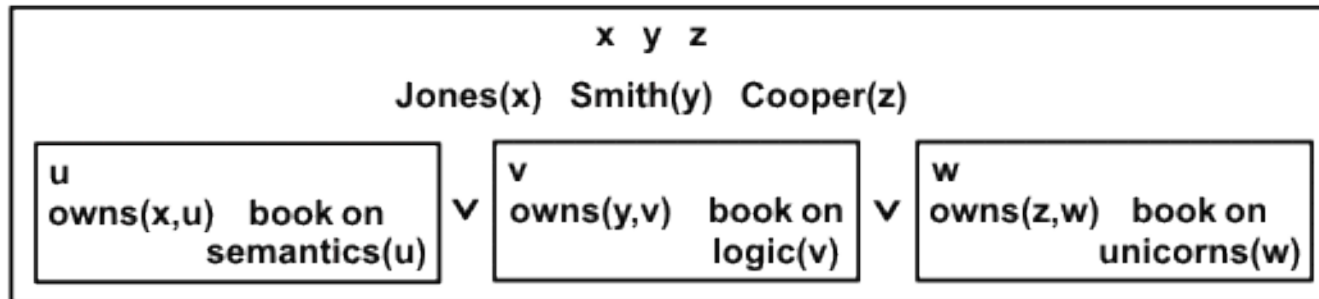 x y z
Jones(x) Smith(y) Cooper(z)
u
owns(x,u) book on
semantics(u)
∨
v
owns(y,v) book on
logic(v)
∨
w
owns(z,w) book on
unicorns(w)